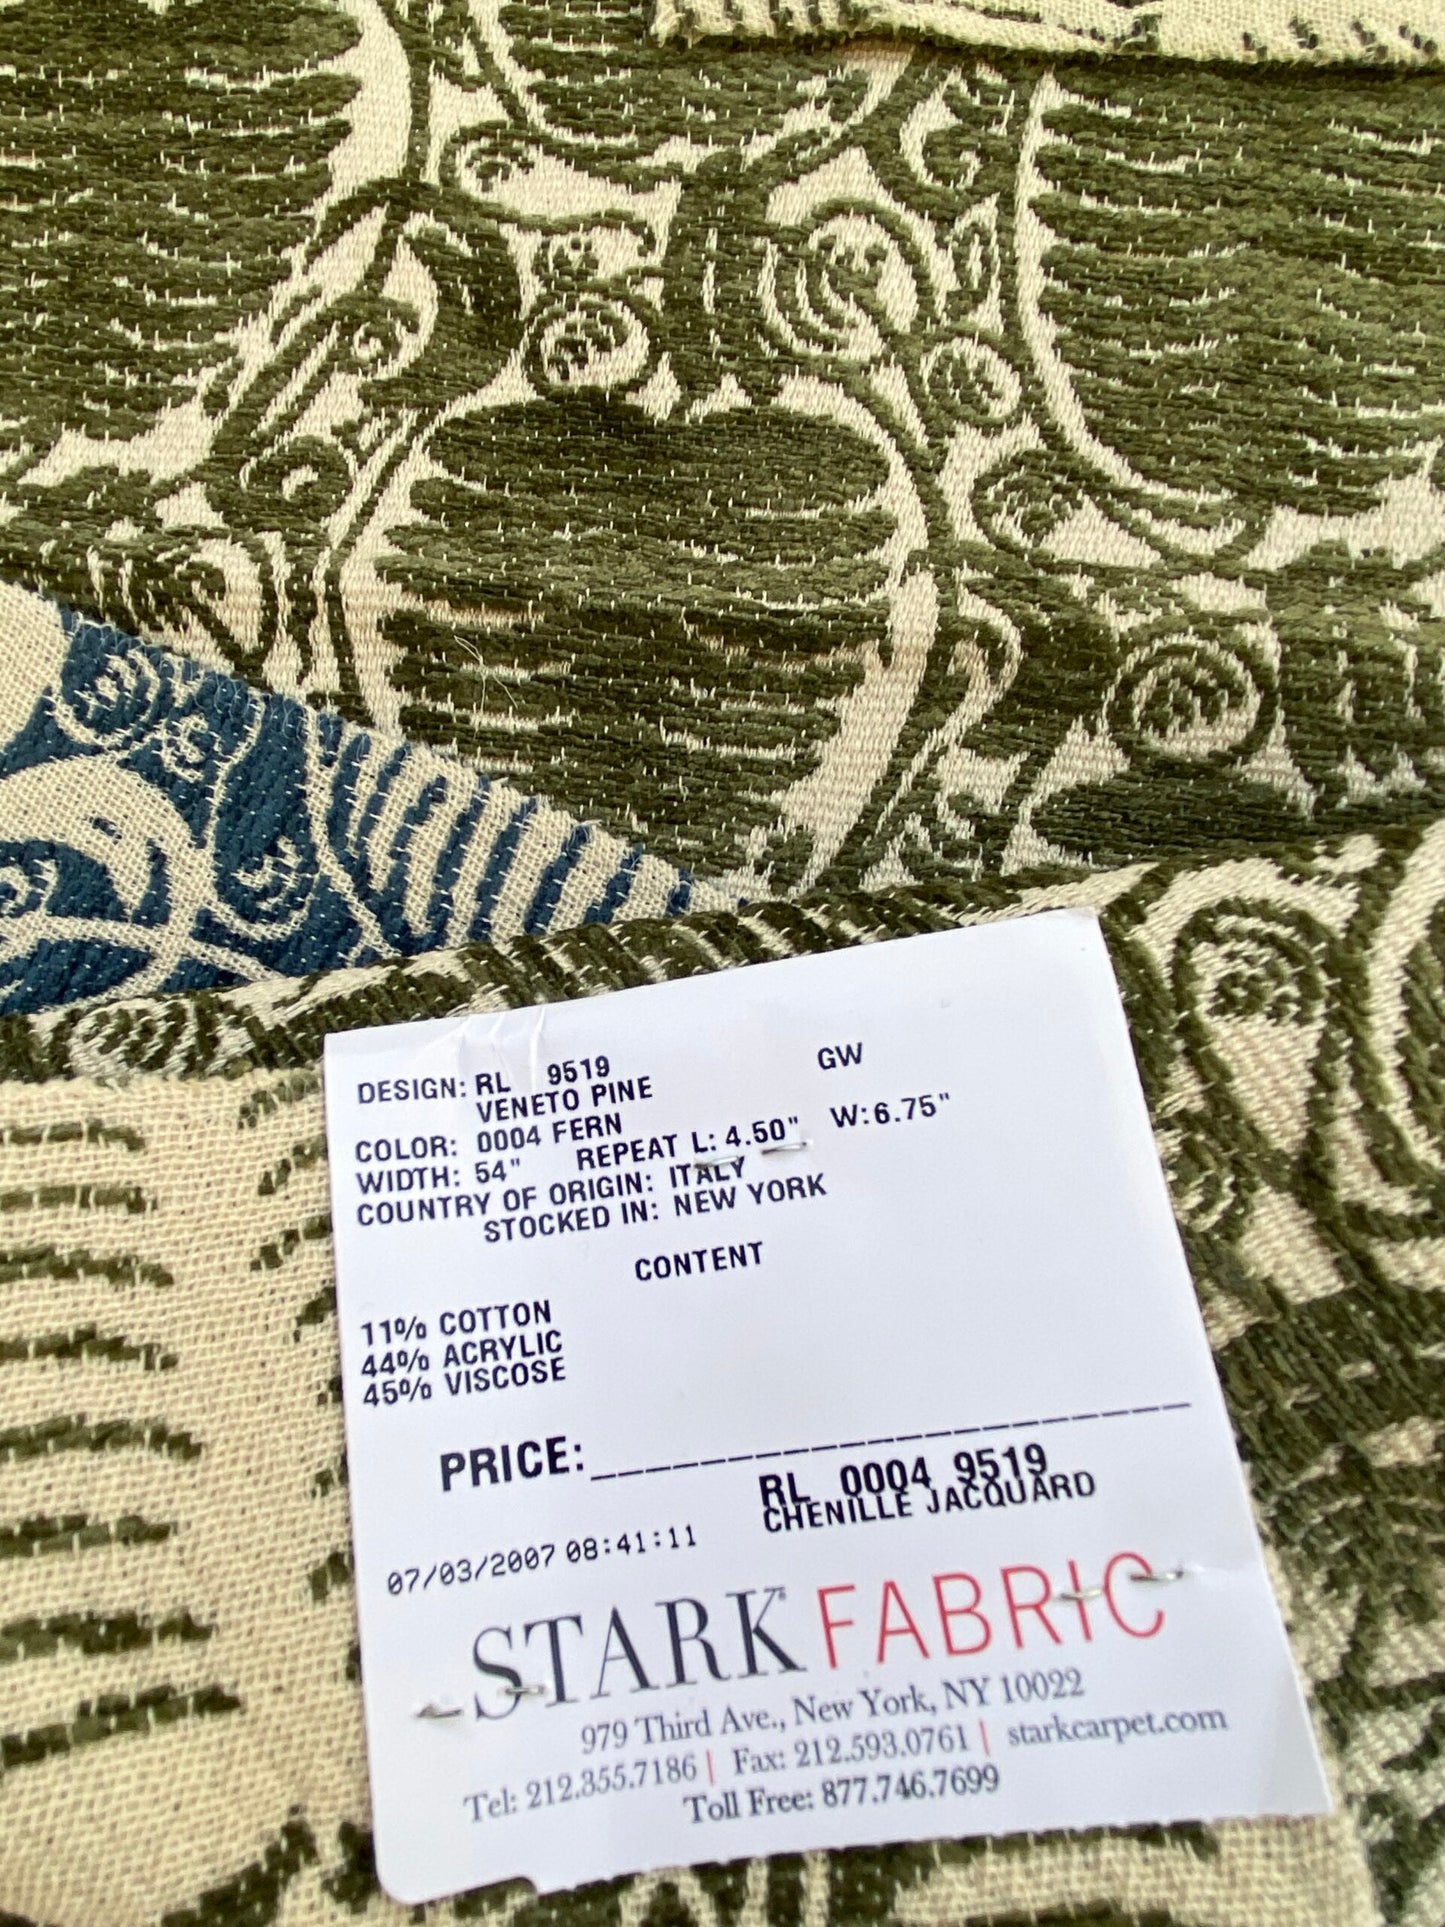 DESIGN: RL 9519 GW
VENETO PINE
COLOR: 0004 FERN
WIDTH: 54" REPEAT L: 4.50" W:6.75"
COUNTRY OF ORIGIN: ITALY
STOCKED IN: NEW YORK
CONTENT
11% COTTON
44% ACRYLIC
45% VISCOSE
PRICE:_______________________
RL 0004 9519
CHENILLE JACQUARD
07/03/2007 08:41:11
STARK FABRIC
979 Third Ave., New York, NY 10022
Tel: 212.355.7186 | Fax: 212.593.0761 | starkcarpet.com
Toll Free: 877.746.7699